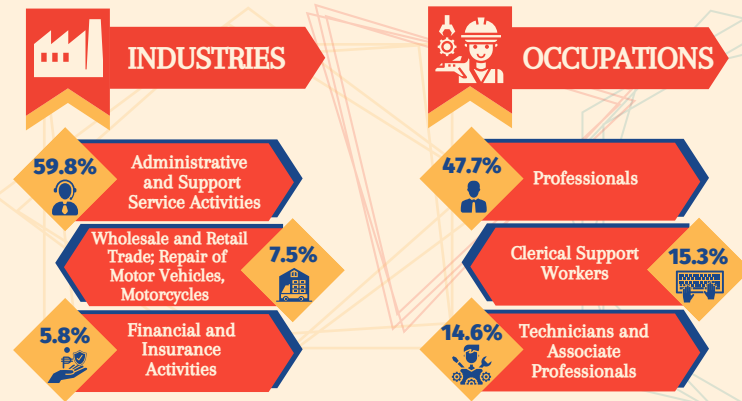 INDUSTRIES
59.8%
Administrative
and Support
Service Activities
Wholesale and Retail
Trade; Repair of
Motor Vehicles,
Motorcycles
7.5%
5.8%
Financial and
Insurance
Activities
OCCUPATIONS
47.7%
Professionals
Clerical Support
Workers
15.3%
14.6%
Technicians and
Associate
Professionals